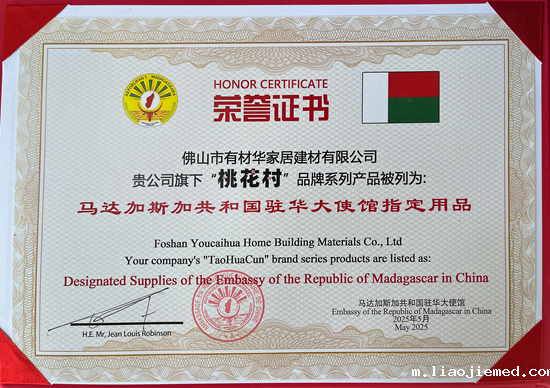 HONOR CERTIFICATE
荣誉证书
佛山市有材华家居建材有限公司
贵公司旗下“桃花村”品牌系列产品被列为:
马达加斯加共和国驻华大使馆指定用品
Foshan Youcaihua Home Building Materials Co., Ltd
Your company's "TaoHuaCun" brand series products are listed as:
Designated Supplies of the Embassy of the Republic of Madagascar in China
马达加斯加共和国驻华大使馆
Embassy of the Republic of Madagascar in China
2025年5月
May 2025
H.E. Mr, Jean Louis Robinson
m.liaojiemed.com/